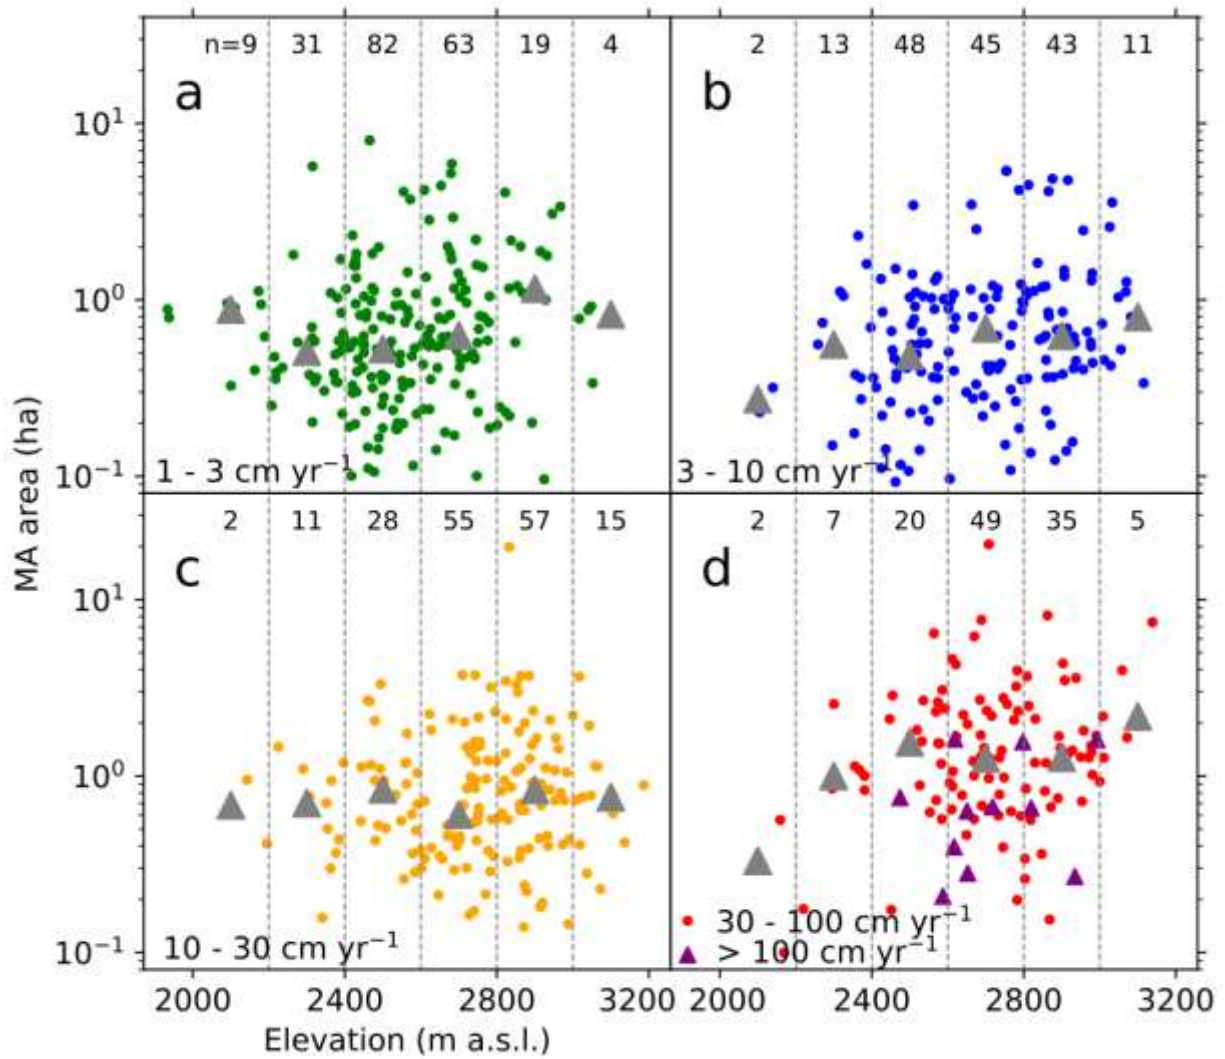 n=9 31 82 63 19 4
2 13 48 45 43 11
a
b
10¹
10⁰
10⁻¹
1 - 3 cm yr⁻¹
3 - 10 cm yr⁻¹
MA area (ha)
2 11 28 55 57 15
2 7 20 49 35 5
c
d
10¹
10⁰
10⁻¹
10 - 30 cm yr⁻¹
30 - 100 cm yr⁻¹
> 100 cm yr⁻¹
2000 2400 2800 3200
2000 2400 2800 3200
Elevation (m a.s.l.)